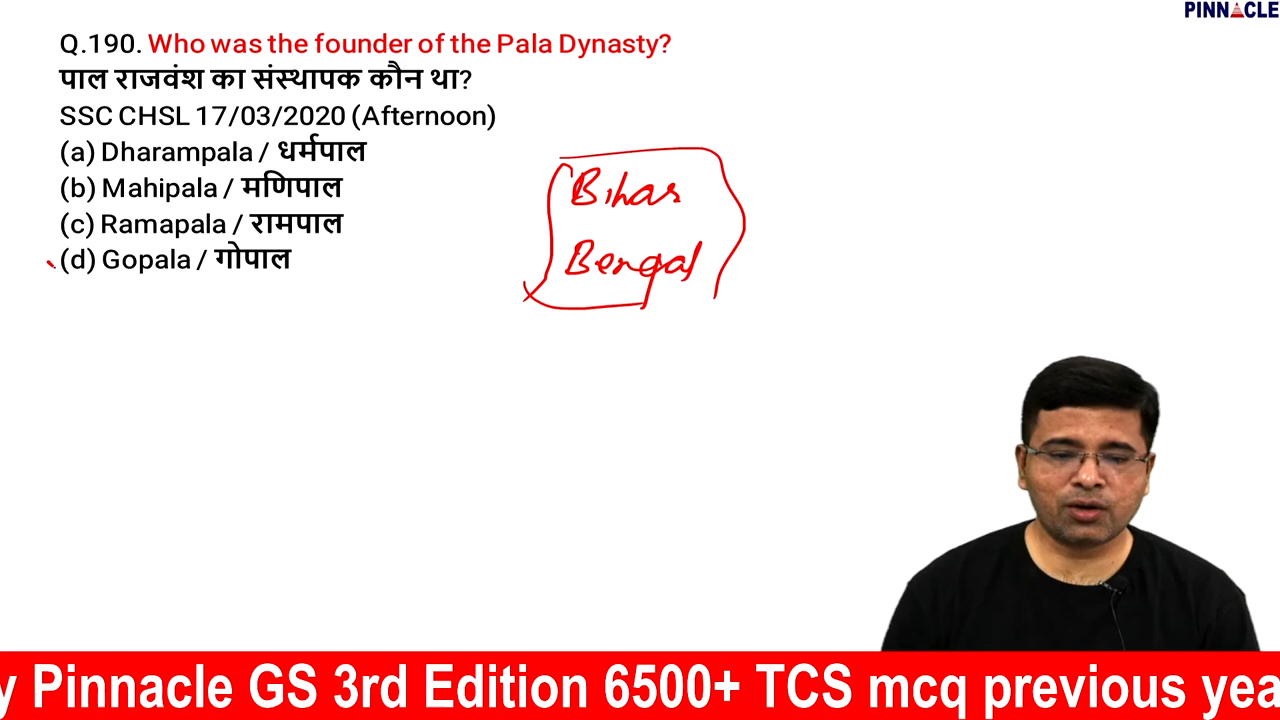 PINNACLE
Q.190. Who was the founder of the Pala Dynasty?
पाल राजवंश का संस्थापक कौन था?
SSC CHSL 17/03/2020 (Afternoon)
(a) Dharampala / धर्मपाल
(b) Mahipala / मणिपाल
(c) Ramapala / रामपाल
(d) Gopala / गोपाल
Bihar
Bengal
y Pinnacle GS 3rd Edition 6500+ TCS mcq previous yea